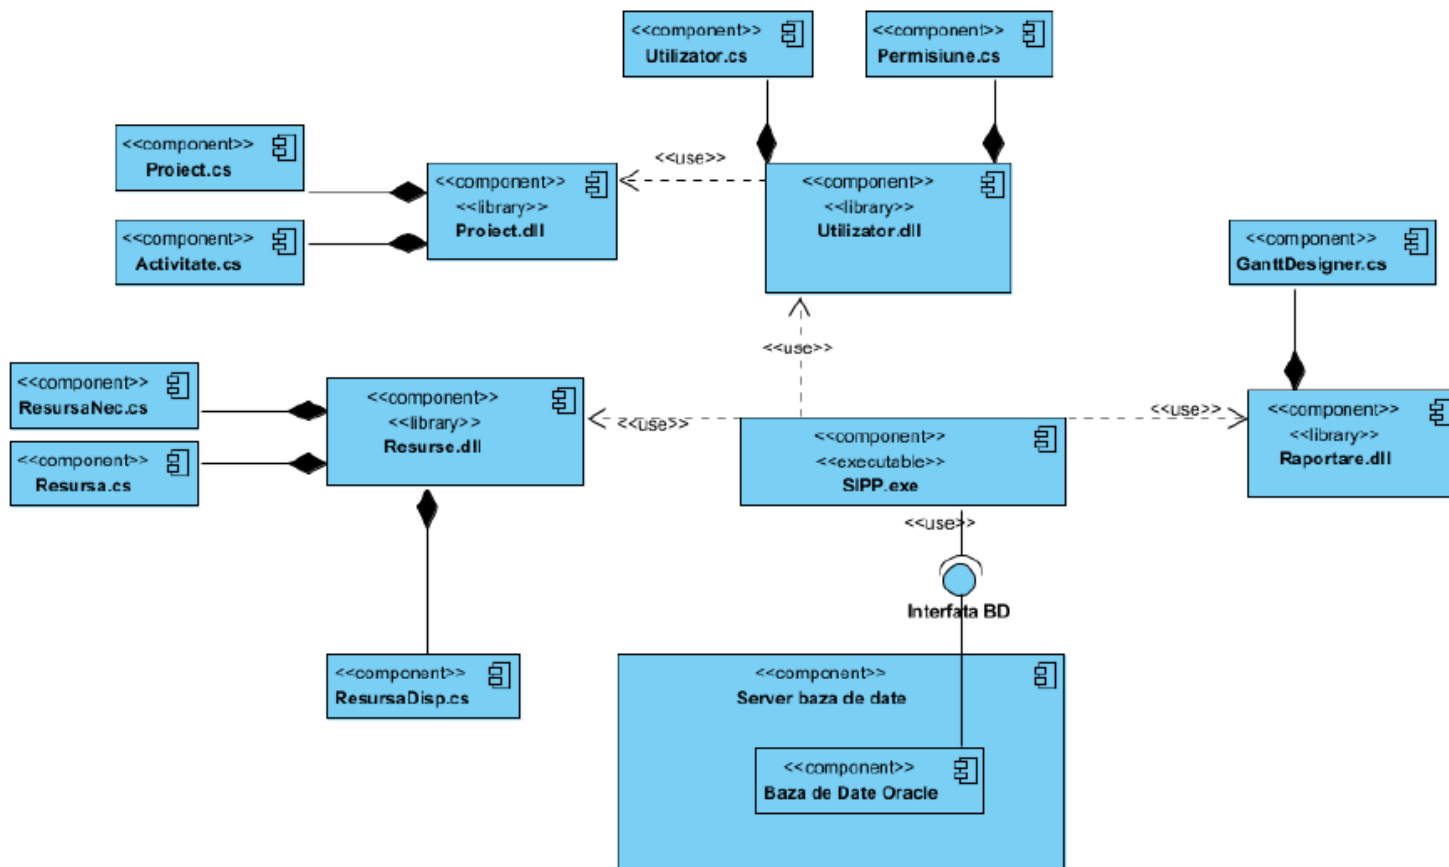 <<component>>
Utilizator.cs
<<component>>
Permisiune.cs
<<component>>
Proiect.cs
<<component>>
Activitate.cs
<<component>>
<<library>>
Proiect.dll
<<use>>
<<component>>
<<library>>
Utilizator.dll
<<component>>
GanttDesigner.cs
<<use>>
<<component>>
ResursaNec.cs
<<component>>
Resursa.cs
<<component>>
<<library>>
Resurse.dll
<<use>>
<<component>>
<<executable>>
SIPP.exe
<<use>>
<<component>>
<<library>>
Raportare.dll
<<use>>
Interfata BD
<<component>>
ResursaDisp.cs
<<component>>
Server baza de date
<<component>>
Baza de Date Oracle